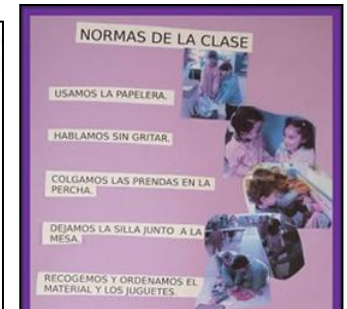 NORMAS DE LA CLASE
USAMOS LA PAPELERA.
HABLAMOS SIN GRITAR.
COLGAMOS LAS PRENDAS EN LA
PERCHA.
DEJAMOS LA SILLA JUNTO A LA
MESA.
RECOGEMOS Y ORDENAMOS EL
MATERIAL Y LOS JUGUETES.